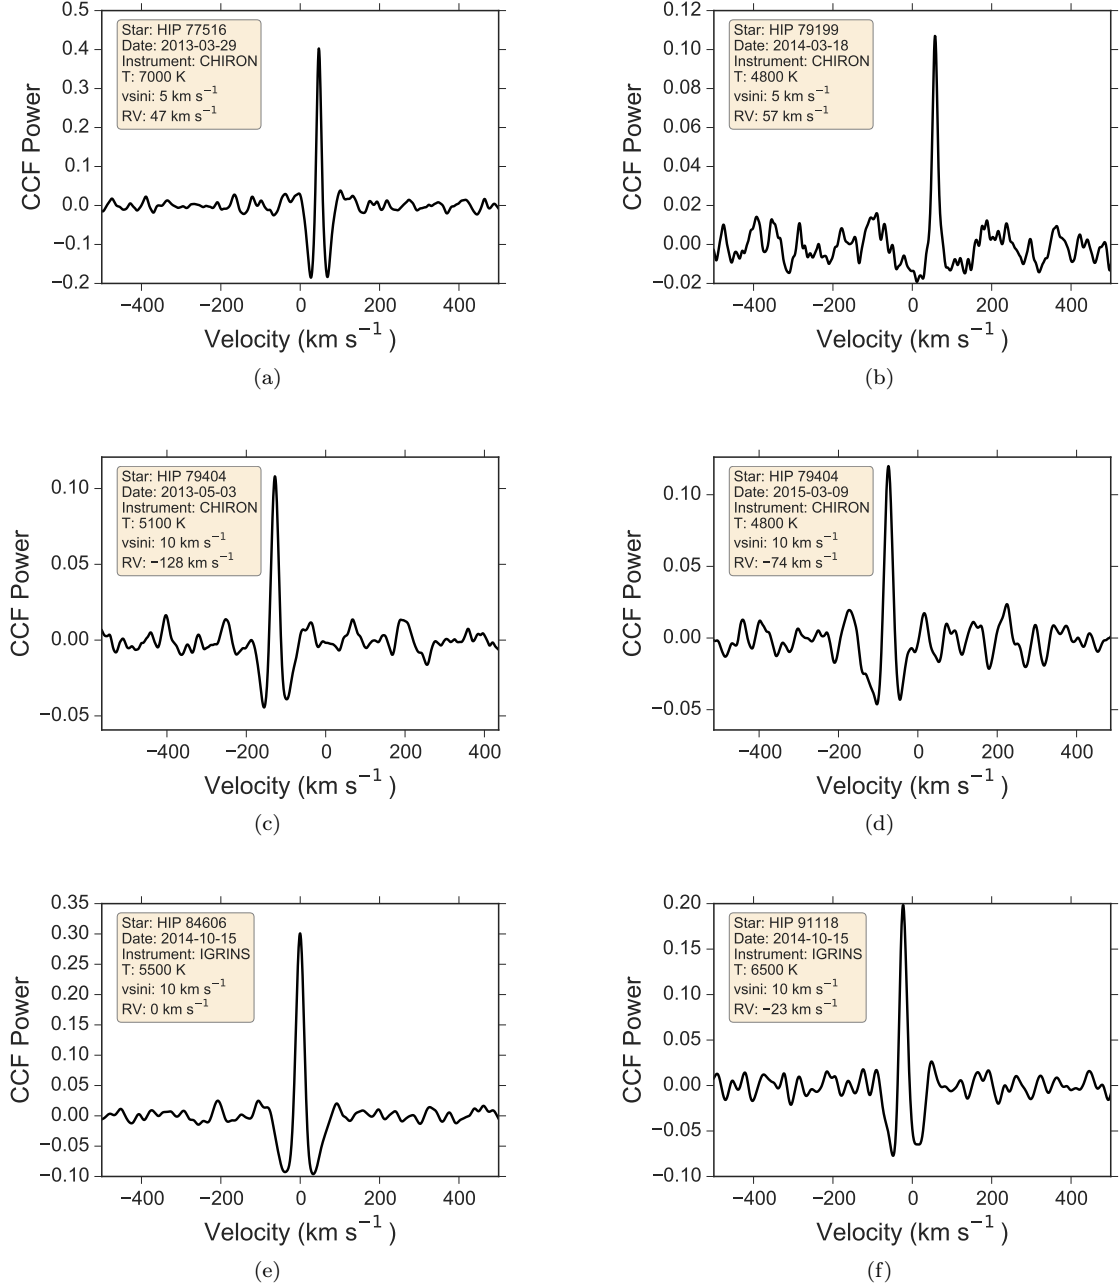 0.5
0.4
0.3
0.2
0.1
0.0
−0.1
−0.2
CCF Power
Star: HIP 77516
Date: 2013-03-29
Instrument: CHIRON
T: 7000 K
vsini: 5 km s⁻¹
RV: 47 km s⁻¹
−400 −200 0 200 400
Velocity (km s⁻¹ )
(a)
0.12
0.10
0.08
0.06
0.04
0.02
0.00
−0.02
CCF Power
Star: HIP 79199
Date: 2014-03-18
Instrument: CHIRON
T: 4800 K
vsini: 5 km s⁻¹
RV: 57 km s⁻¹
−400 −200 0 200 400
Velocity (km s⁻¹ )
(b)
0.10
0.05
0.00
−0.05
CCF Power
Star: HIP 79404
Date: 2013-05-03
Instrument: CHIRON
T: 5100 K
vsini: 10 km s⁻¹
RV: −128 km s⁻¹
−400 −200 0 200 400
Velocity (km s⁻¹ )
(c)
0.10
0.05
0.00
−0.05
CCF Power
Star: HIP 79404
Date: 2015-03-09
Instrument: CHIRON
T: 4800 K
vsini: 10 km s⁻¹
RV: −74 km s⁻¹
−400 −200 0 200 400
Velocity (km s⁻¹ )
(d)
0.35
0.30
0.25
0.20
0.15
0.10
0.05
0.00
−0.05
−0.10
CCF Power
Star: HIP 84606
Date: 2014-10-15
Instrument: IGRINS
T: 5500 K
vsini: 10 km s⁻¹
RV: 0 km s⁻¹
−400 −200 0 200 400
Velocity (km s⁻¹ )
(e)
0.20
0.15
0.10
0.05
0.00
−0.05
−0.10
CCF Power
Star: HIP 91118
Date: 2014-10-15
Instrument: IGRINS
T: 6500 K
vsini: 10 km s⁻¹
RV: −23 km s⁻¹
−400 −200 0 200 400
Velocity (km s⁻¹ )
(f)